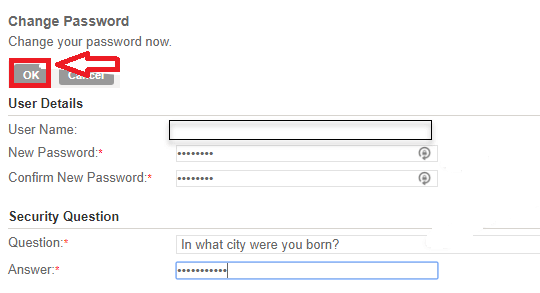 Change Password
Change your password now.
OK Cancel
User Details
User Name:
New Password:* ••••••••
Confirm New Password:* ••••••••
Security Question
Question:* In what city were you born?
Answer:* •••••••••••